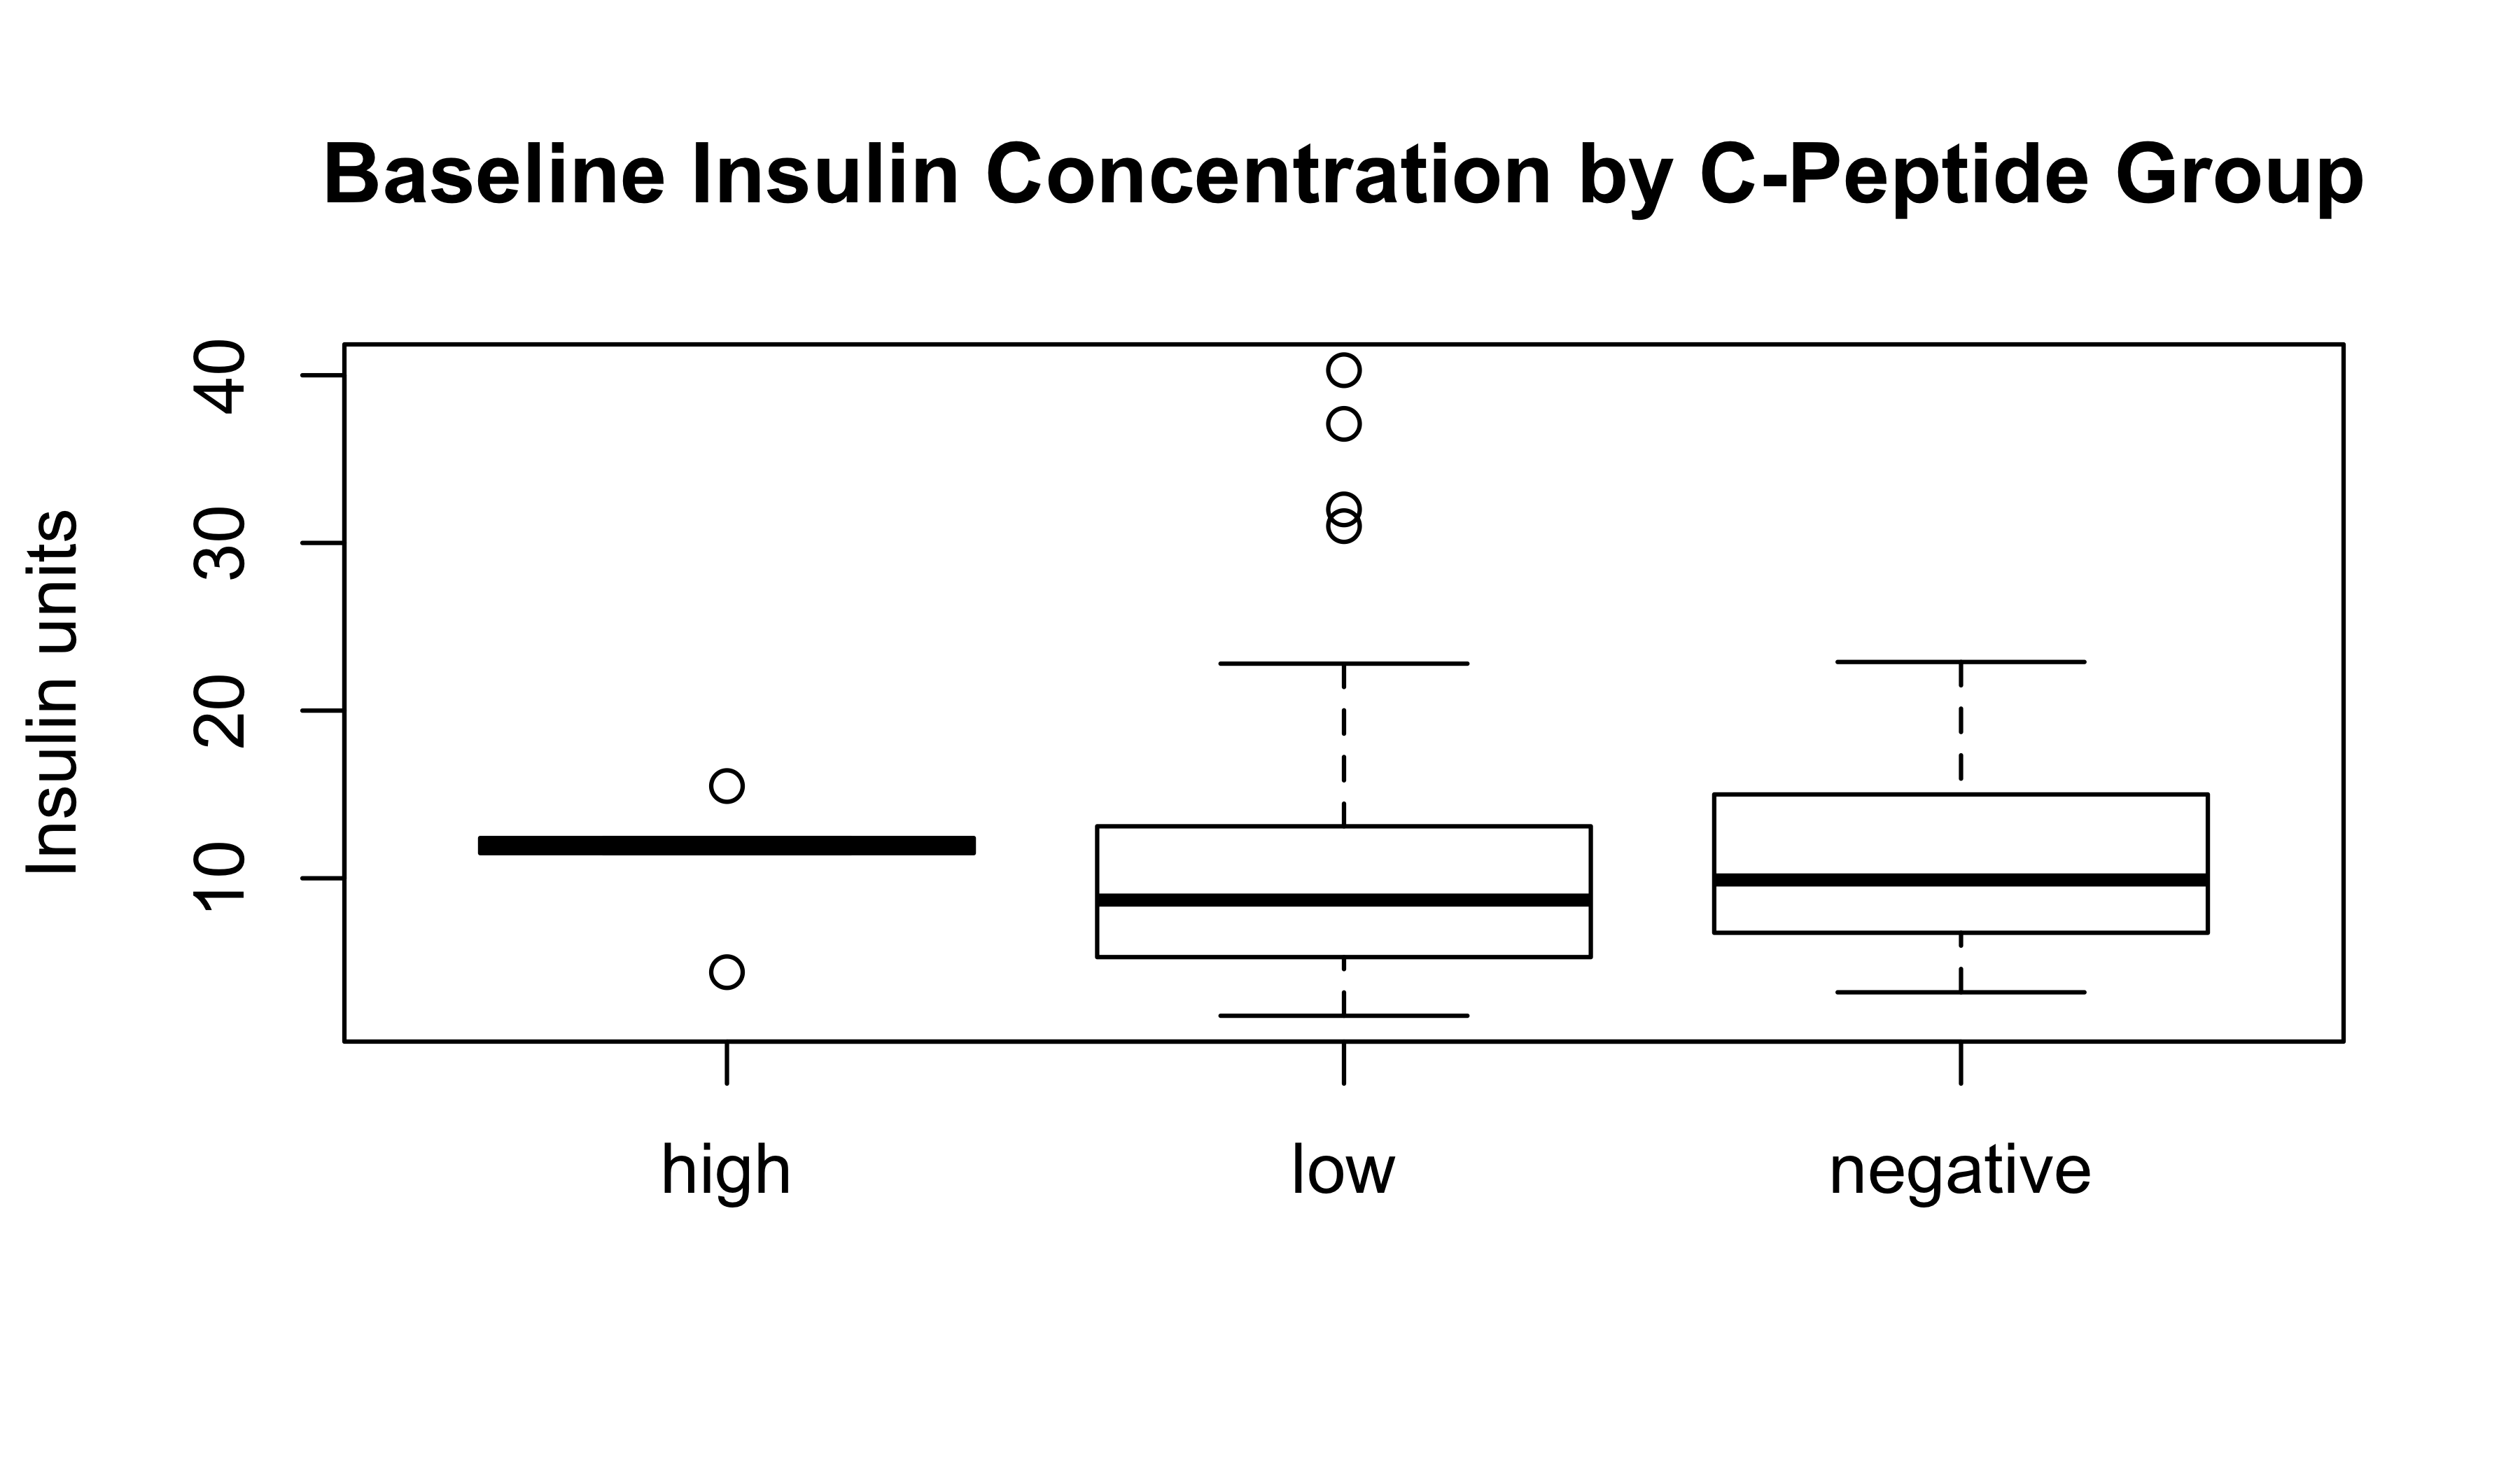 Baseline Insulin Concentration by C-Peptide Group
Insulin units
40
30
20
10
high low negative